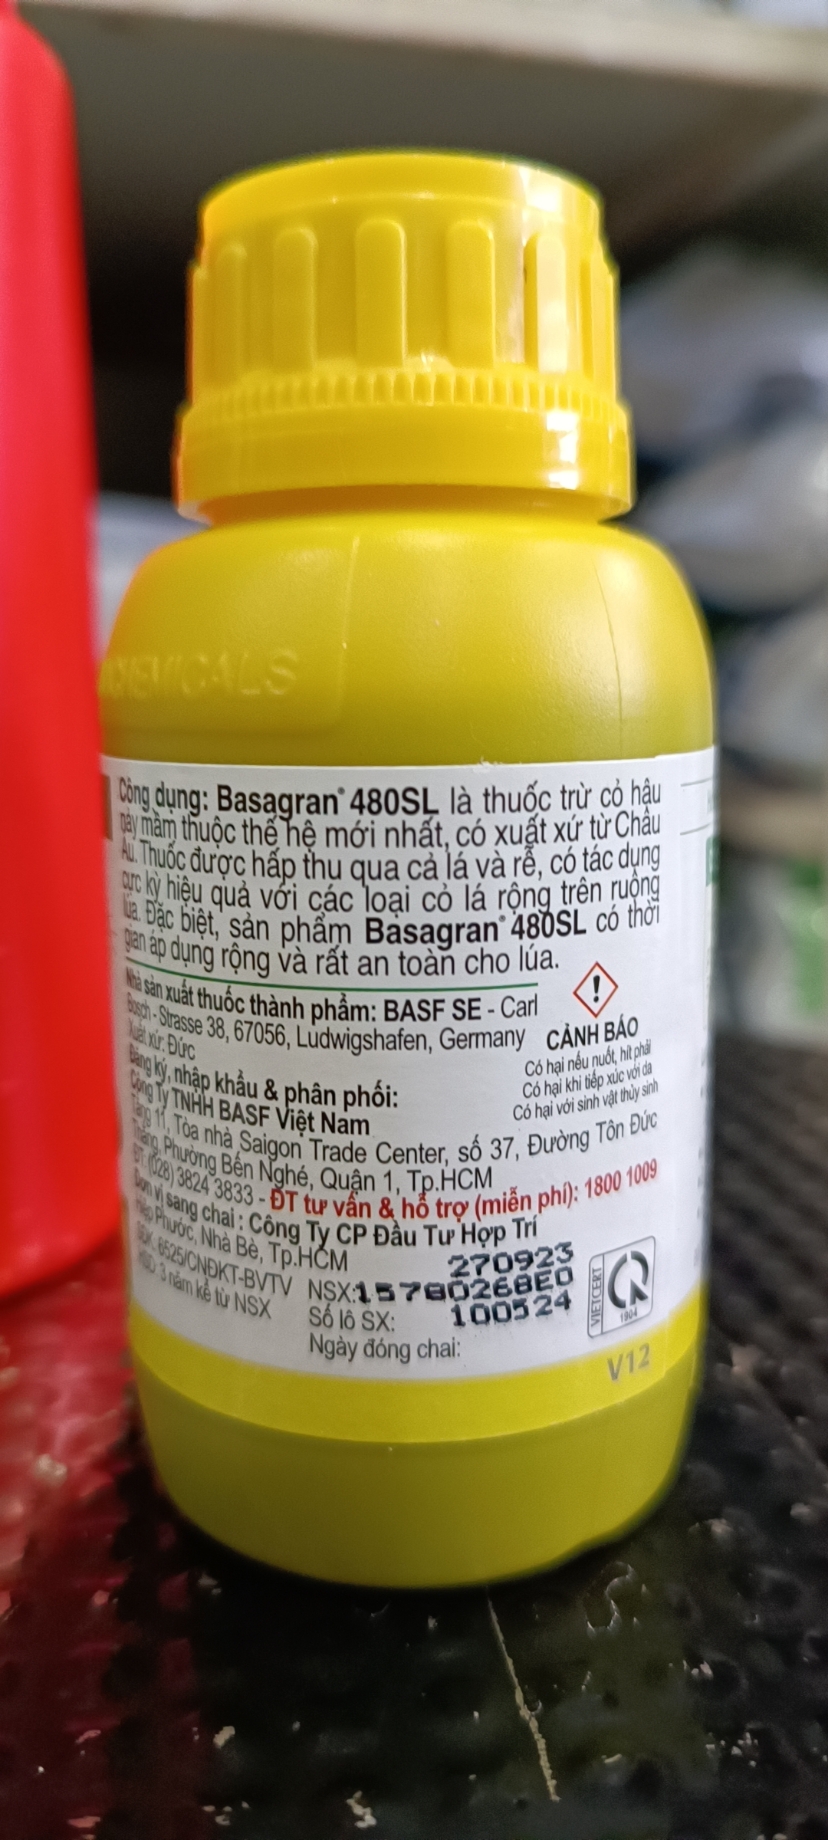 CHEMICALS
Công dụng: Basagran® 480SL là thuốc trừ cỏ hậu
nảy mầm thuộc thế hệ mới nhất, có xuất xứ từ Châu
Âu. Thuốc được hấp thu qua cả lá và rễ, có tác dụng
cực kỳ hiệu quả với các loại cỏ lá rộng trên ruộng
lúa. Đặc biệt, sản phẩm Basagran® 480SL có thời
gian áp dụng rộng và rất an toàn cho lúa.
Nhà sản xuất thuốc thành phẩm: BASF SE - Carl
Bosch - Strasse 38, 67056, Ludwigshafen, Germany
Xuất xứ: Đức
CẢNH BÁO
Có hại nếu nuốt, hít phải
Có hại khi tiếp xúc với da
Có hại với sinh vật thủy sinh
Đăng ký, nhập khẩu & phân phối:
Công Ty TNHH BASF Việt Nam
Tầng 11, Tòa nhà Saigon Trade Center, số 37, Đường Tôn Đức
Thắng, Phường Bến Nghé, Quận 1, Tp.HCM
ĐT: (028) 3824 3833 - ĐT tư vấn & hỗ trợ (miễn phí): 1800 1009
Đơn vị sang chai : Công Ty CP Đầu Tư Hợp Trí
Hiệp Phước, Nhà Bè, Tp.HCM
SĐK: 6525/CNĐKT-BVTV
HSD: 3 năm kể từ NSX
270923
NSX: 15780268E0
Số lô SX: 100524
Ngày đóng chai:
VIETCERT
1904
V12